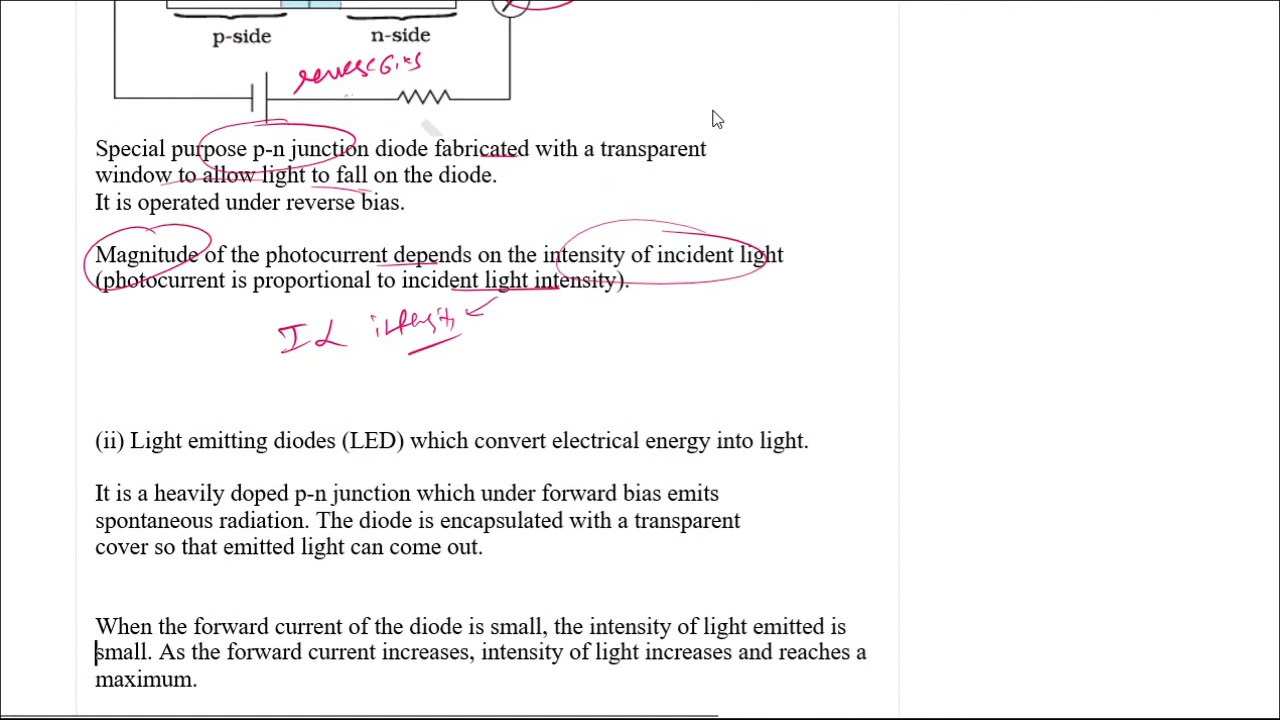 p-side n-side
reverse bias
Special purpose p-n junction diode fabricated with a transparent
window to allow light to fall on the diode.
It is operated under reverse bias.
Magnitude of the photocurrent depends on the intensity of incident light
(photocurrent is proportional to incident light intensity).
I α intensity
(ii) Light emitting diodes (LED) which convert electrical energy into light.
It is a heavily doped p-n junction which under forward bias emits
spontaneous radiation. The diode is encapsulated with a transparent
cover so that emitted light can come out.
When the forward current of the diode is small, the intensity of light emitted is
small. As the forward current increases, intensity of light increases and reaches a
maximum.